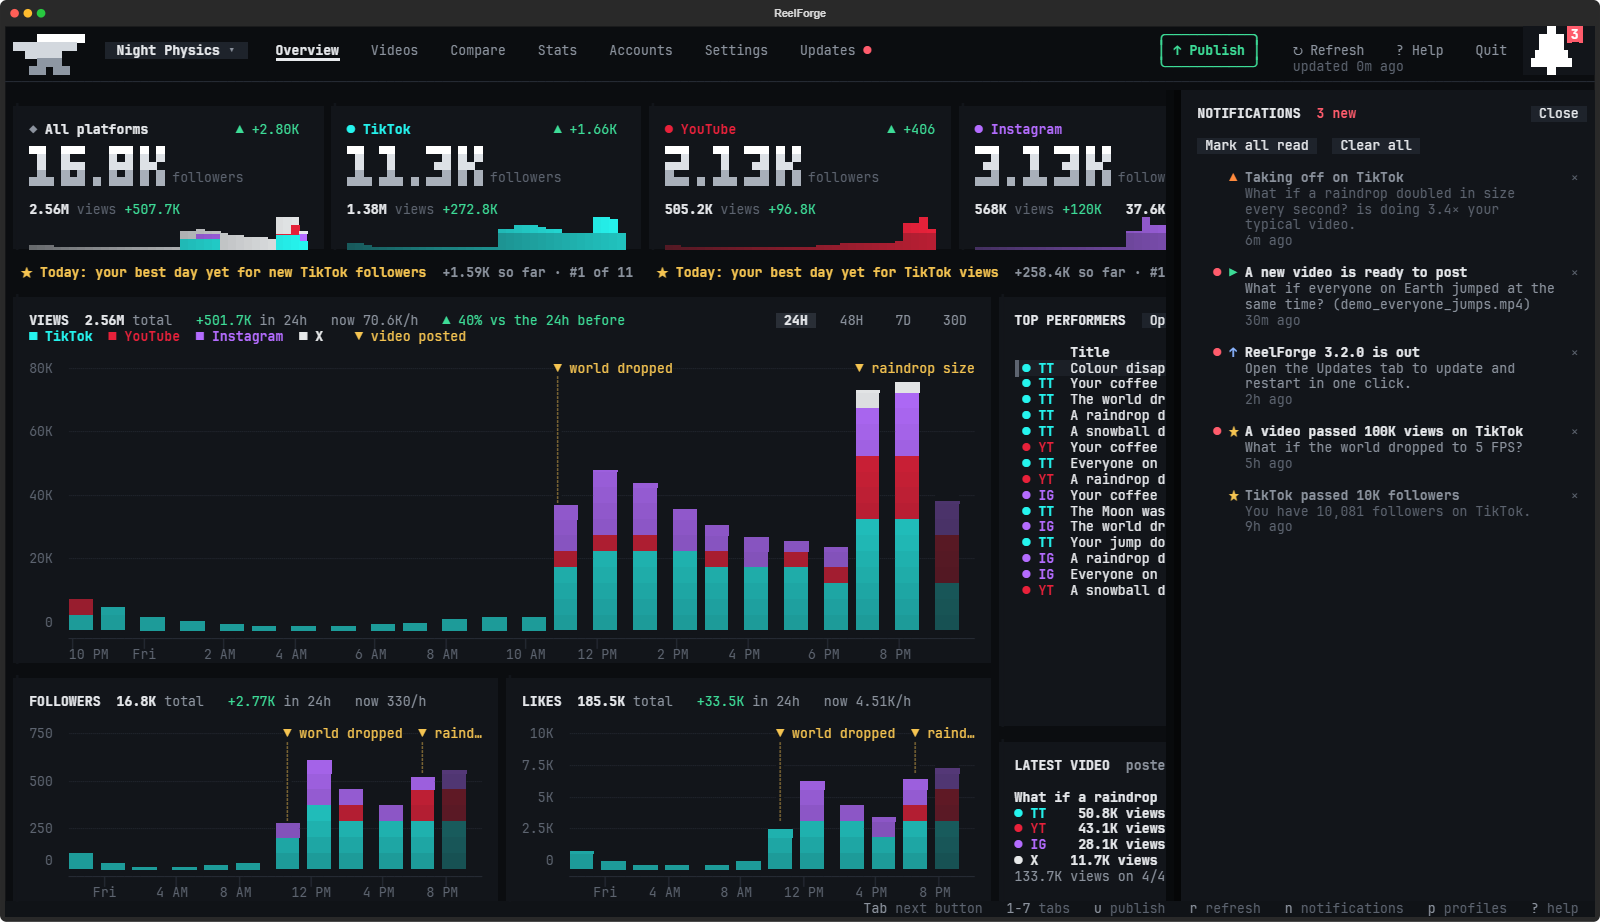 ReelForge
Night Physics ▾ Overview Videos Compare Stats Accounts Settings Updates ●
↑ Publish ↻ Refresh ? Help Quit 3
updated 0m ago
◆ All platforms ▲ +2.80K
16.8K followers
2.56M views +507.7K
● TikTok ▲ +1.66K
11.3K followers
1.38M views +272.8K
● YouTube ▲ +406
2.13K followers
505.2K views +96.8K
● Instagram
3.13K follow
568K views +120K 37.6K
★ Today: your best day yet for new TikTok followers +1.59K so far · #1 of 11 ★ Today: your best day yet for TikTok views +258.4K so far · #1
VIEWS 2.56M total +501.7K in 24h now 70.6K/h ▲ 40% vs the 24h before 24H 48H 7D 30D
■ TikTok ■ YouTube ■ Instagram ■ X ▼ video posted
80K
60K
40K
20K
0
▼ world dropped ▼ raindrop size
10 PM Fri 2 AM 4 AM 6 AM 8 AM 10 AM 12 PM 2 PM 4 PM 6 PM 8 PM
TOP PERFORMERS Op
Title
● TT Colour disap
● TT Your coffee
● TT The world dr
● TT A raindrop d
● TT A snowball d
● YT Your coffee
● TT Everyone on
● YT A raindrop d
● IG Your coffee
● TT The Moon was
● IG The world dr
● TT Your jump do
● IG A raindrop d
● IG Everyone on
● YT A snowball d
FOLLOWERS 16.8K total +2.77K in 24h now 330/h
750
500
250
0
▼ world dropped ▼ raind…
Fri 4 AM 8 AM 12 PM 4 PM 8 PM
LIKES 185.5K total +33.5K in 24h now 4.51K/h
10K
7.5K
5K
2.5K
0
▼ world dropped ▼ raind…
Fri 4 AM 8 AM 12 PM 4 PM 8 PM
LATEST VIDEO poste
What if a raindrop
● TT 50.8K views
● YT 43.1K views
● IG 28.1K views
● X 11.7K views
133.7K views on 4/4
NOTIFICATIONS 3 new Close
Mark all read Clear all
▲ Taking off on TikTok ×
What if a raindrop doubled in size
every second? is doing 3.4× your
typical video.
6m ago
● ▶ A new video is ready to post ×
What if everyone on Earth jumped at the
same time? (demo_everyone_jumps.mp4)
30m ago
● ↑ ReelForge 3.2.0 is out ×
Open the Updates tab to update and
restart in one click.
2h ago
● ★ A video passed 100K views on TikTok ×
What if the world dropped to 5 FPS?
5h ago
★ TikTok passed 10K followers ×
You have 10,081 followers on TikTok.
9h ago
Tab next button 1-7 tabs u publish r refresh n notifications p profiles ? help